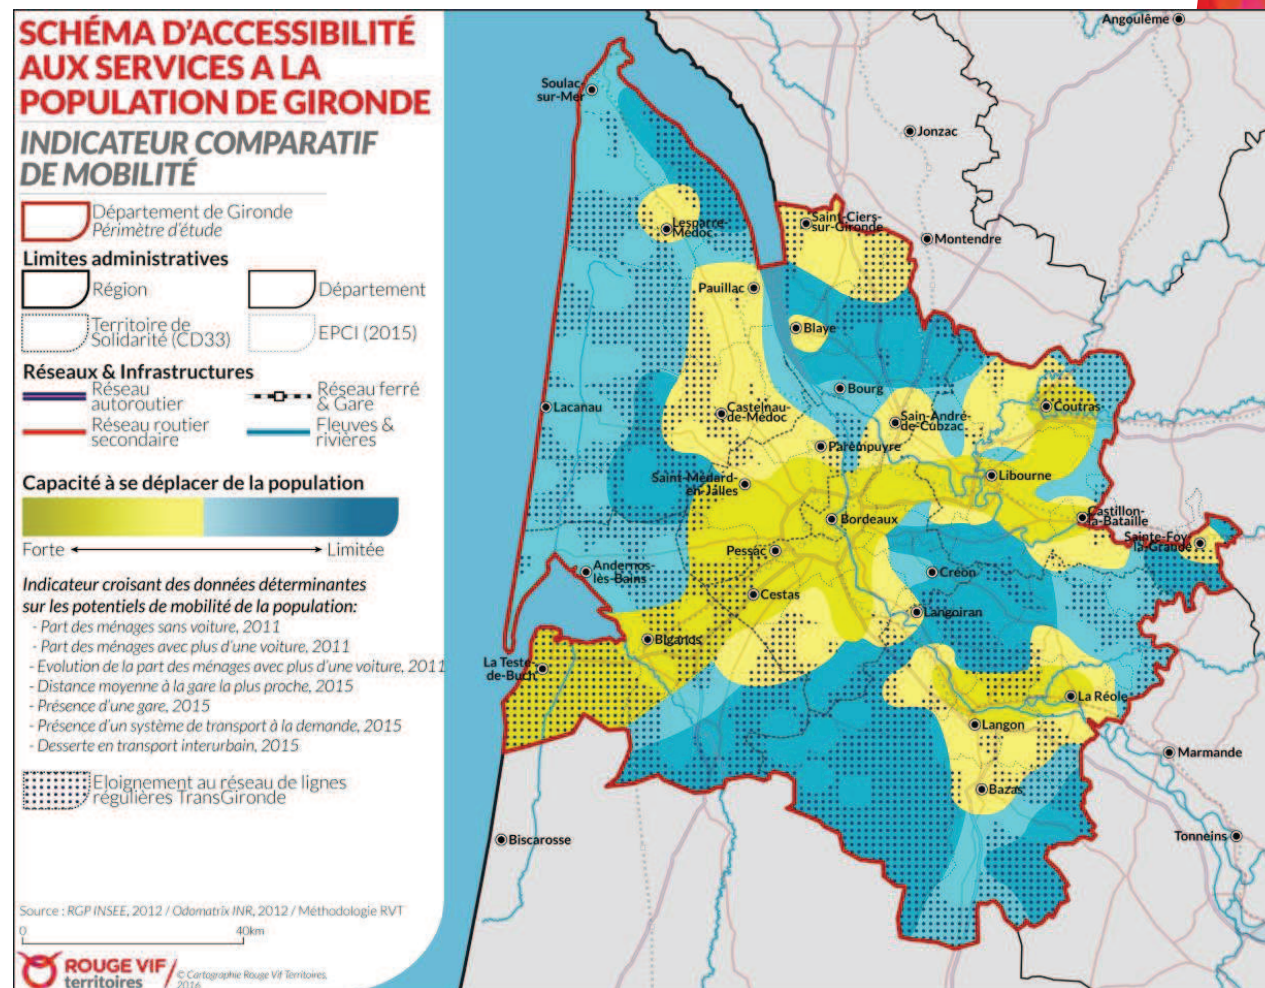 SCHÉMA D'ACCESSIBILITÉ
AUX SERVICES A LA
POPULATION DE GIRONDE
INDICATEUR COMPARATIF
DE MOBILITÉ
Département de Gironde
Périmètre d'étude
Limites administratives
Région
Département
Territoire de
Solidarité (CD33)
EPCI (2015)
Réseaux & Infrastructures
Réseau
autoroutier
Réseau ferré
& Gare
Réseau routier
secondaire
Fleuves &
rivières
Capacité à se déplacer de la population
Forte
Limitée
Indicateur croisant des données déterminantes
sur les potentiels de mobilité de la population:
- Part des ménages sans voiture, 2011
- Part des ménages avec plus d'une voiture, 2011
- Evolution de la part des ménages avec plus d'une voiture, 2011
- Distance moyenne à la gare la plus proche, 2015
- Présence d'une gare, 2015
- Présence d'un système de transport à la demande, 2015
- Desserte en transport interurbain, 2015
Eloignement au réseau de lignes
régulières TransGironde
Source : RGP INSEE, 2012 / Odomatrix INR, 2012 / Méthodologie RVT
0
40km
ROUGE VIF
territoires
© Cartographie Rouge Vif Territoires,
2016
Angoulême
Soulac-
sur-Mer
Jonzac
Lesparre-
Médoc
Saint-Ciers-
sur-Gironde
Montendre
Pauillac
Blaye
Bourg
Lacanau
Castelnau-
de-Médoc
Sain-André-
de-Cubzac
Coutras
Parempuyre
Saint-Médard-
en-Jalles
Libourne
Bordeaux
Castillon-
la-Bataille
Sainte-Foy-
la-Grande
Pessac
Andernos-
lès-Bains
Créon
Cestas
Langoiran
Biganos
La Teste-
de-Buch
La Réole
Langon
Marmande
Bazas
Biscarosse
Tonneins